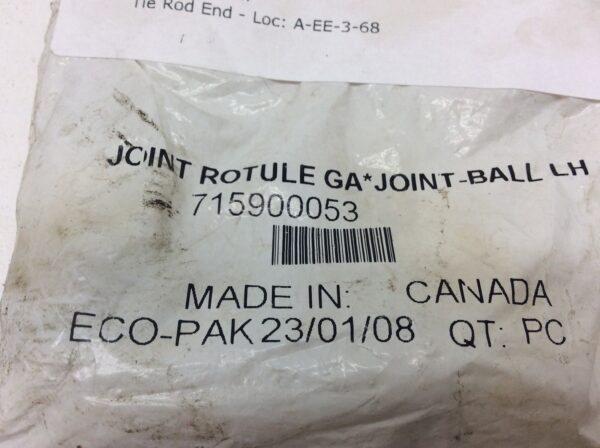 Tie Rod End - Loc: A-EE-3-68
JOINT ROTULE GA*JOINT-BALL LH
715900053
MADE IN: CANADA
ECO-PAK 23/01/08 QT: PC